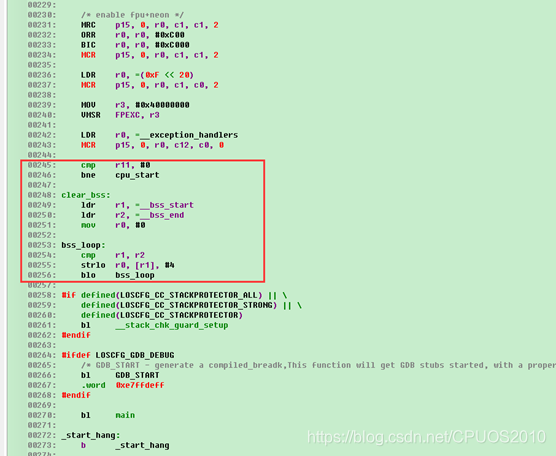 00229:
00230:     /* enable fpu+neon */
00231:     MRC    p15, 0, r0, c1, c1, 2
00232:     ORR    r0, r0, #0xC00
00233:     BIC    r0, r0, #0xC000
00234:     MCR    p15, 0, r0, c1, c1, 2
00235:
00236:     LDR    r0, =(0xF << 20)
00237:     MCR    p15, 0, r0, c1, c0, 2
00238:
00239:     MOV    r3, #0x40000000
00240:     VMSR   FPEXC, r3
00241:
00242:     LDR    r0, =__exception_handlers
00243:     MCR    p15, 0, r0, c12, c0, 0
00244:
00245:     cmp    r11, #0
00246:     bne    cpu_start
00247:
00248: clear_bss:
00249:     ldr    r1, =__bss_start
00250:     ldr    r2, =__bss_end
00251:     mov    r0, #0
00252:
00253: bss_loop:
00254:     cmp    r1, r2
00255:     strlo  r0, [r1], #4
00256:     blo    bss_loop
00257:
00258: #if defined(LOSCFG_CC_STACKPROTECTOR_ALL) || \
00259:     defined(LOSCFG_CC_STACKPROTECTOR_STRONG) || \
00260:     defined(LOSCFG_CC_STACKPROTECTOR)
00261:     bl     __stack_chk_guard_setup
00262: #endif
00263:
00264: #ifdef LOSCFG_GDB_DEBUG
00265:     /* GDB_START - generate a compiled_breadk,This function will get GDB stubs started, with a proper
00266:     bl     GDB_START
00267:     .word  0xe7ffdeff
00268: #endif
00269:
00270:     bl     main
00271:
00272: _start_hang:
00273:     b      _start_hang
00274:
https://blog.csdn.net/CPUOS2010